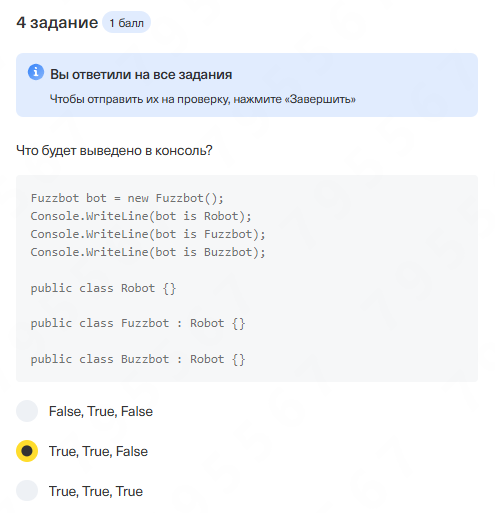 4 задание 1 балл
Вы ответили на все задания
Чтобы отправить их на проверку, нажмите «Завершить»
Что будет выведено в консоль?
Fuzzbot bot = new Fuzzbot();
Console.WriteLine(bot is Robot);
Console.WriteLine(bot is Fuzzbot);
Console.WriteLine(bot is Buzzbot);
public class Robot {}
public class Fuzzbot : Robot {}
public class Buzzbot : Robot {}
False, True, False
True, True, False
True, True, True